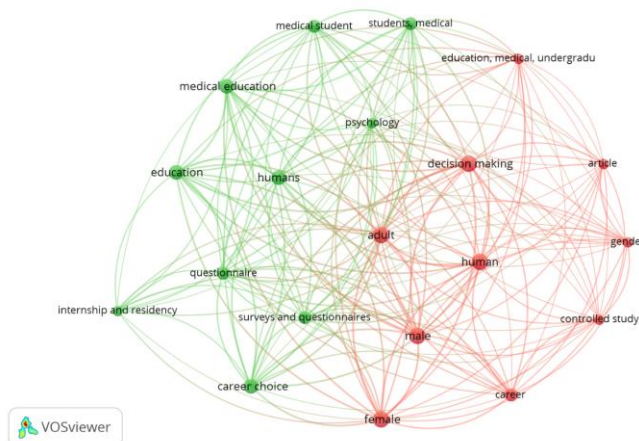 medical student
students, medical
education, medical, undergradu
medical education
psychology
decision making
article
education
humans
adult
gende
human
questionnaire
internship and residency
surveys and questionnaires
controlled study
male
career choice
career
female
VOSviewer